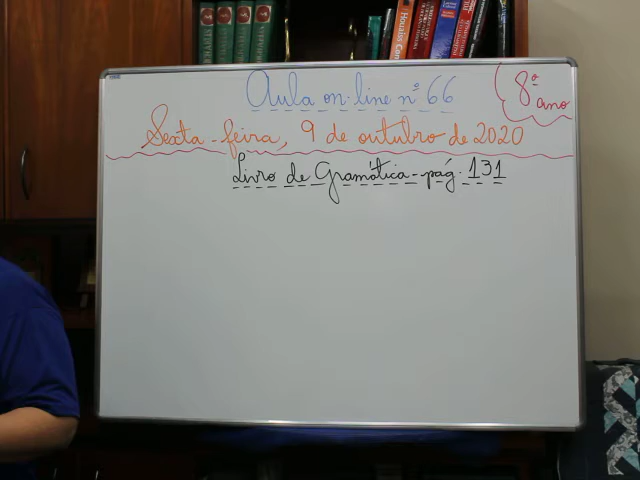 Aula on-line nº 66
8º ano
Sexta-feira, 9 de outubro de 2020
Livro de Gramática - pág. 131
Houaiss